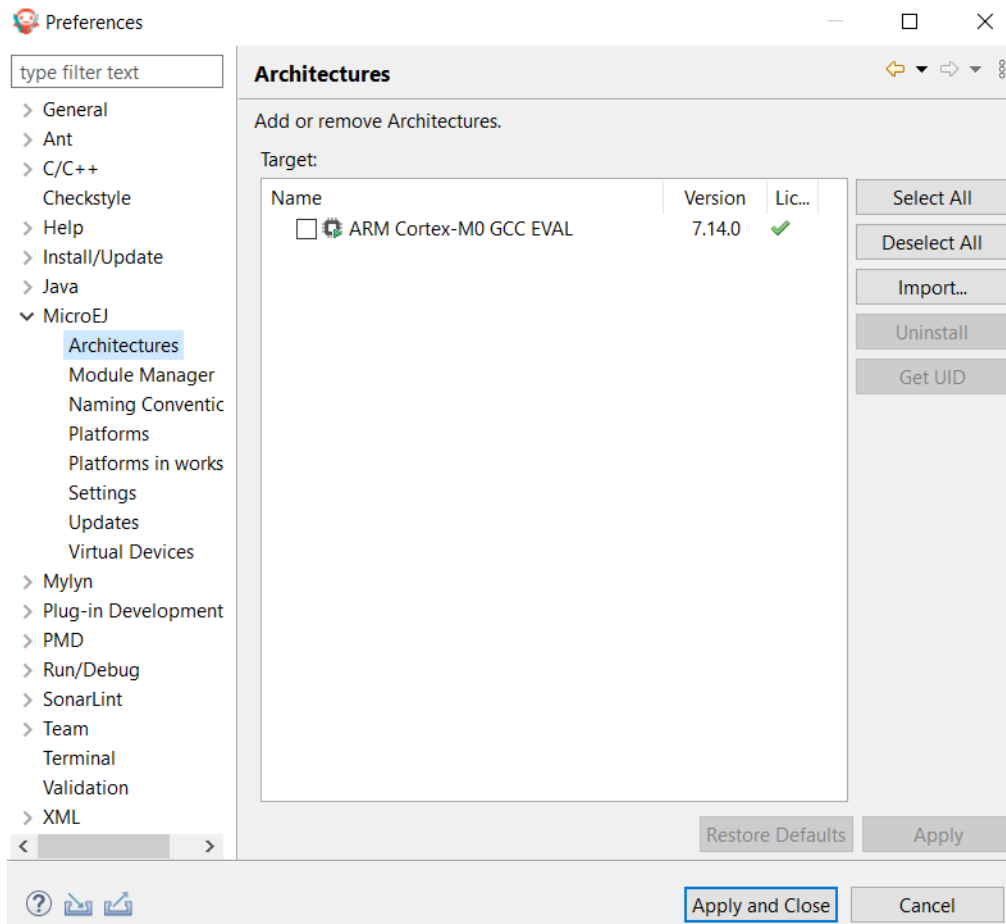 Preferences
type filter text
General
Ant
C/C++
Checkstyle
Help
Install/Update
Java
MicroEJ
Architectures
Module Manager
Naming Conventic
Platforms
Platforms in works
Settings
Updates
Virtual Devices
Mylyn
Plug-in Development
PMD
Run/Debug
SonarLint
Team
Terminal
Validation
XML
Architectures
Add or remove Architectures.
Target:
Name Version Lic...
ARM Cortex-M0 GCC EVAL 7.14.0
Select All
Deselect All
Import...
Uninstall
Get UID
Restore Defaults Apply
Apply and Close Cancel